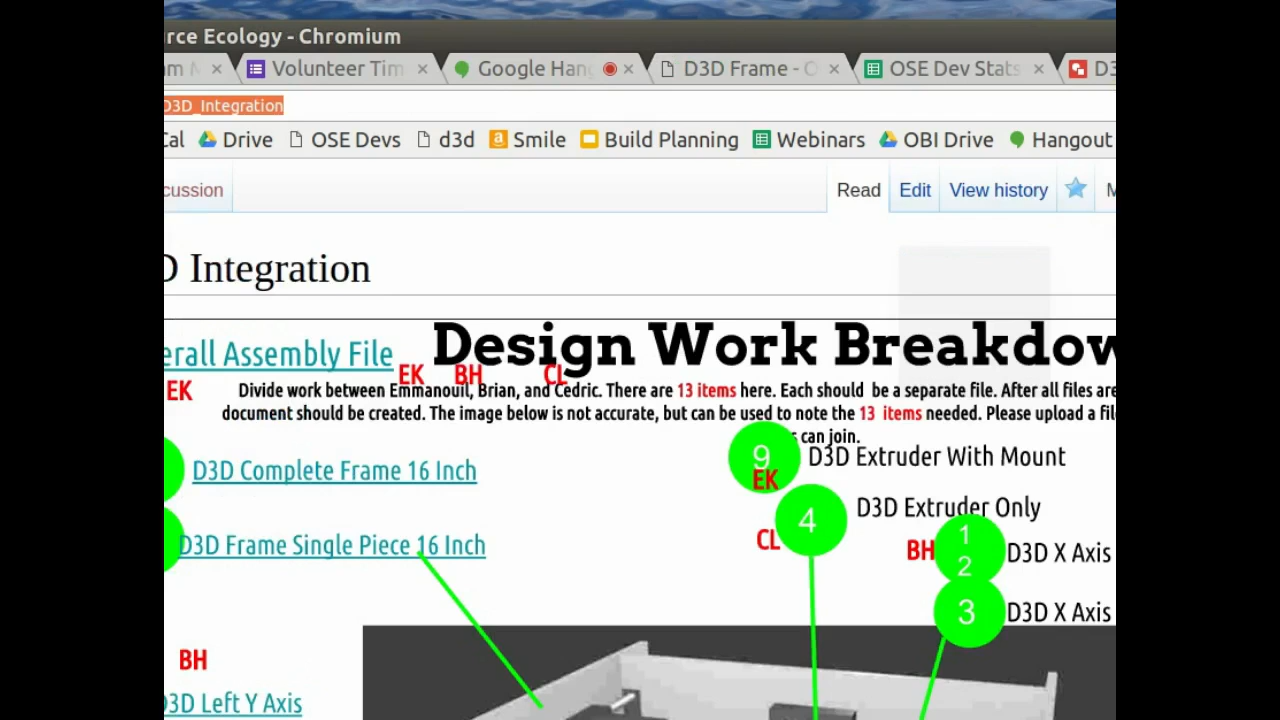 rce Ecology - Chromium
am Volunteer Tim Google Hang D3D Frame - O OSE Dev Stats D3
D3D_Integration
Cal Drive OSE Devs d3d Smile Build Planning Webinars OBI Drive Hangout
cussion Read Edit View history M
D Integration
erall Assembly File Design Work Breakdow
EK BH CL
EK Divide work between Emmanouil, Brian, and Cedric. There are 13 items here. Each should be a separate file. After all files are
document should be created. The image below is not accurate, but can be used to note the 13 items needed. Please upload a fil
can join.
9 D3D Extruder With Mount
D3D Complete Frame 16 Inch
EK
D3D Extruder Only
4
CL
D3D Frame Single Piece 16 Inch
BH 1 2 D3D X Axis
3 D3D X Axis
BH
D3D Left Y Axis